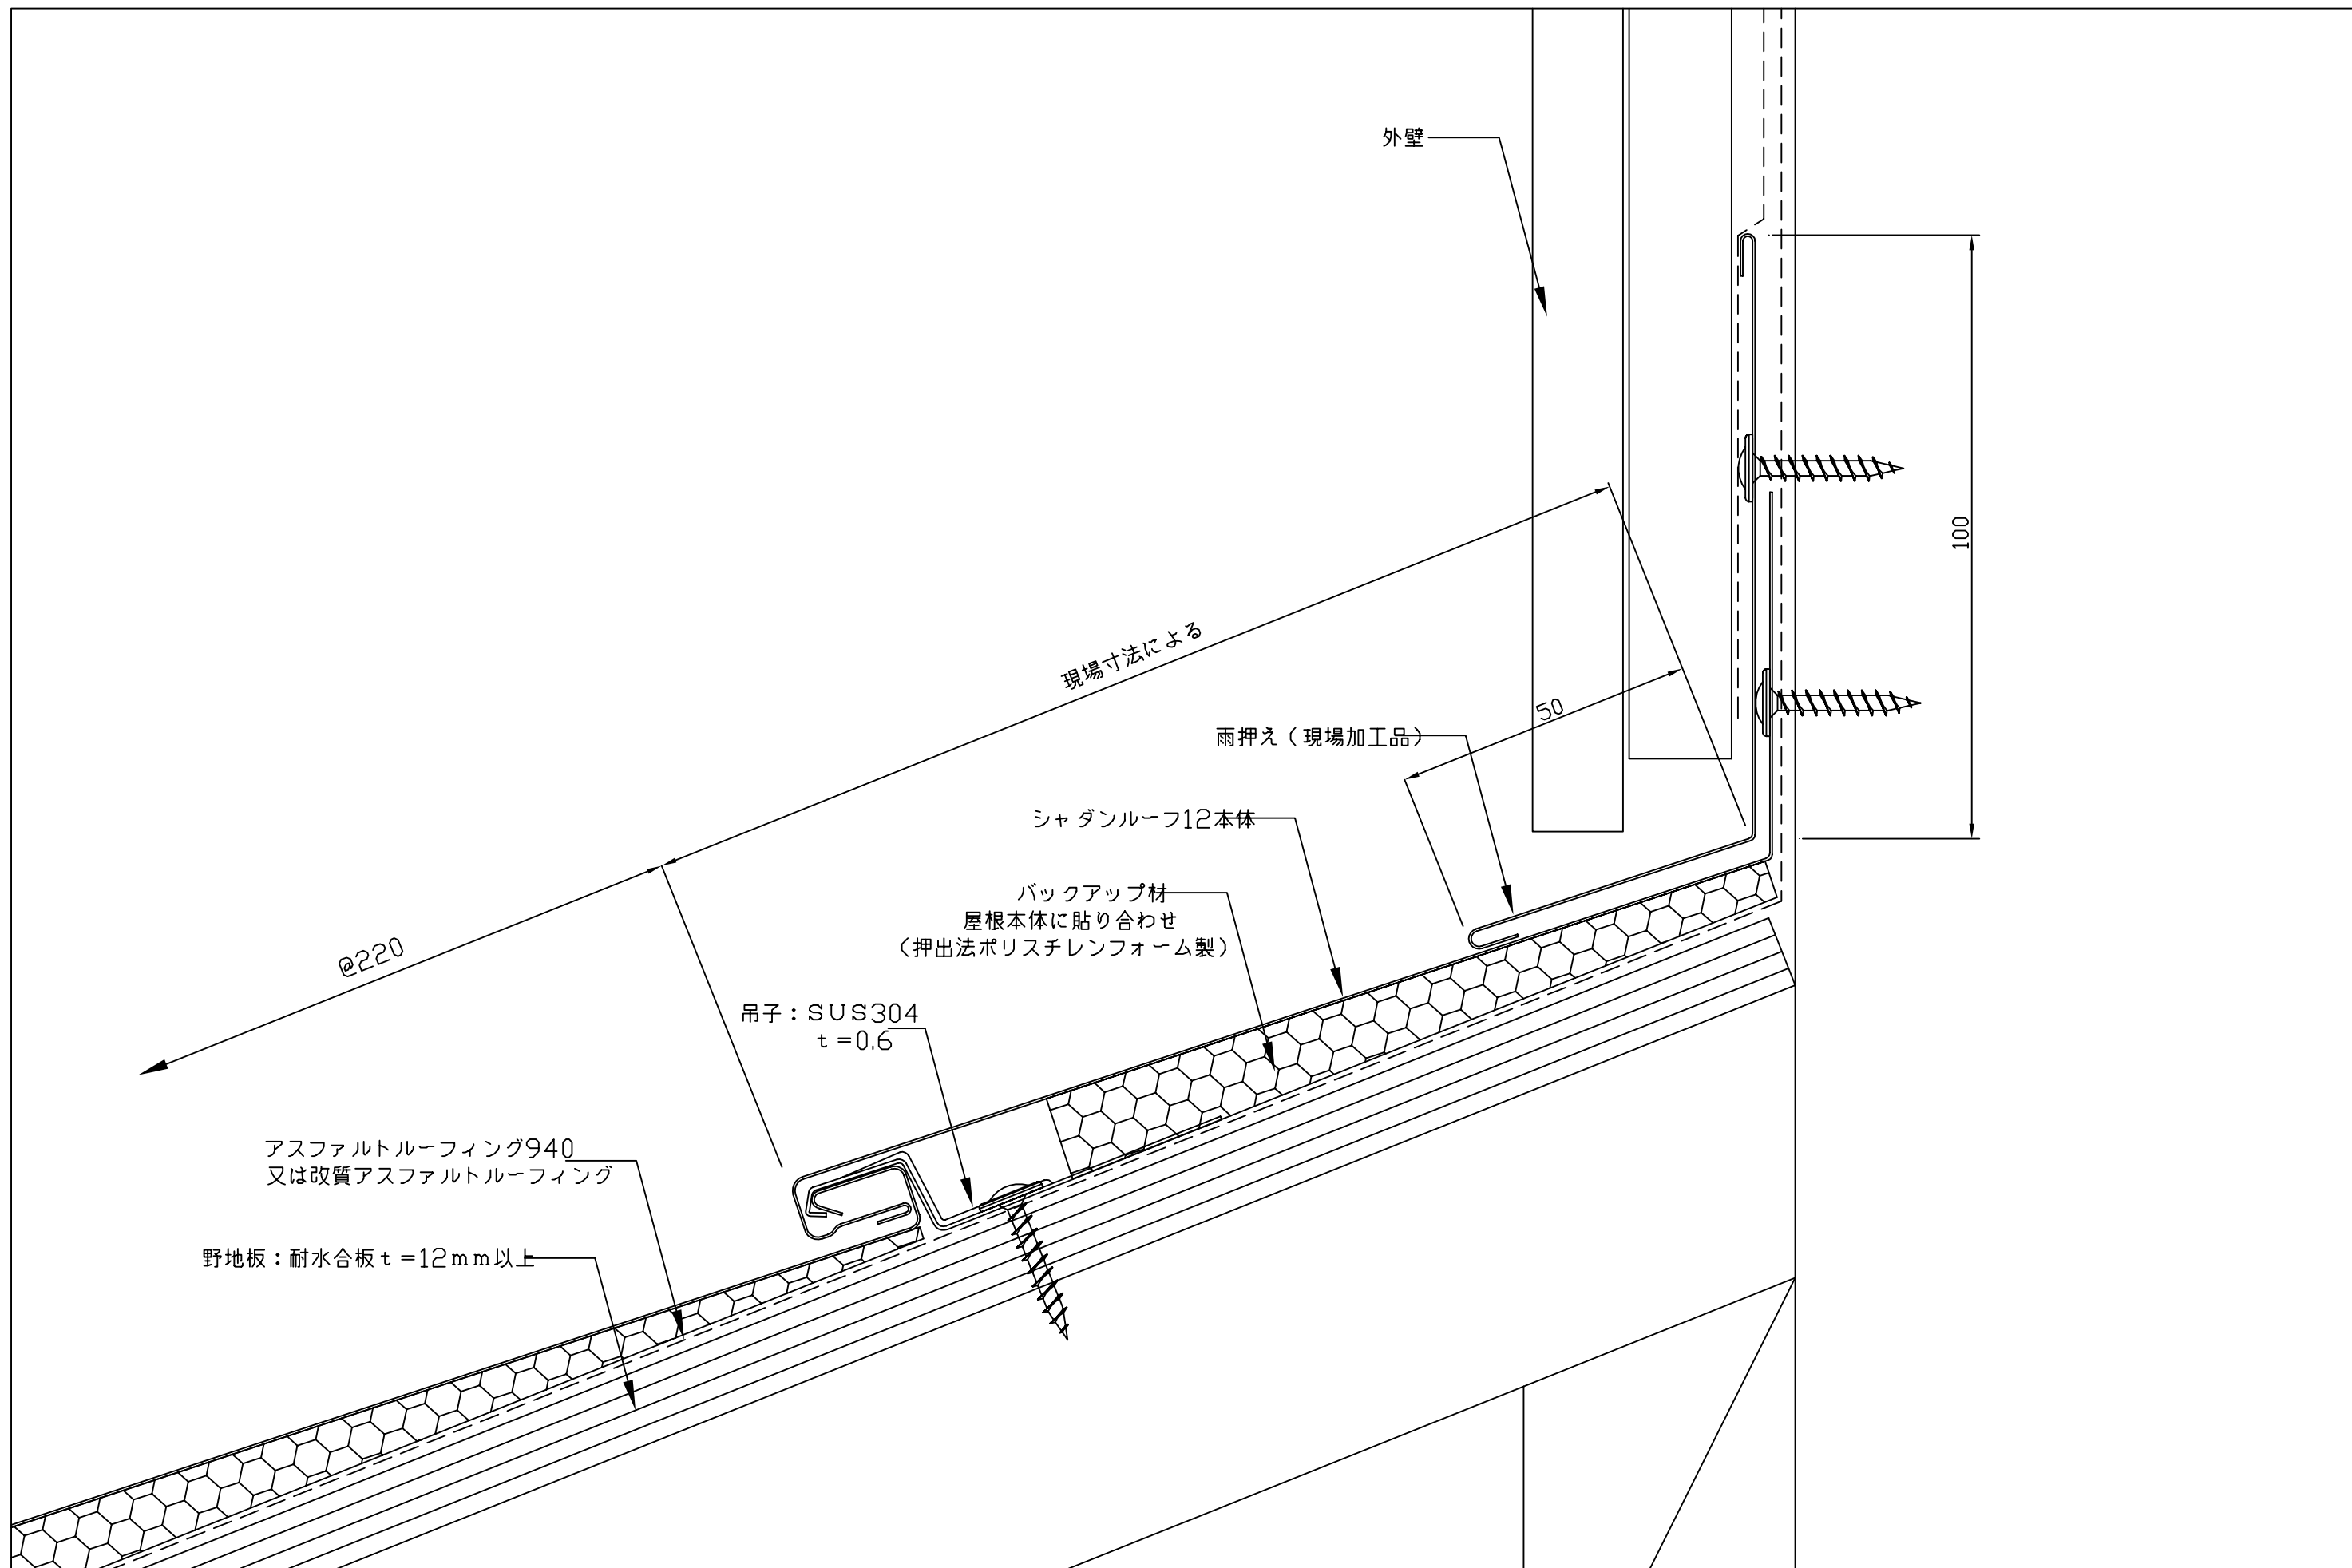 外壁
100
現場寸法による
50
雨押え（現場加工品）
シャダンルーフ12本体
バックアップ材
屋根本体に貼り合わせ
（押出法ポリスチレンフォーム製）
@220
吊子：ＳＵＳ304
ｔ＝0.6
アスファルトルーフィング940
又は改質アスファルトルーフィング
野地板：耐水合板ｔ＝12ｍｍ以上